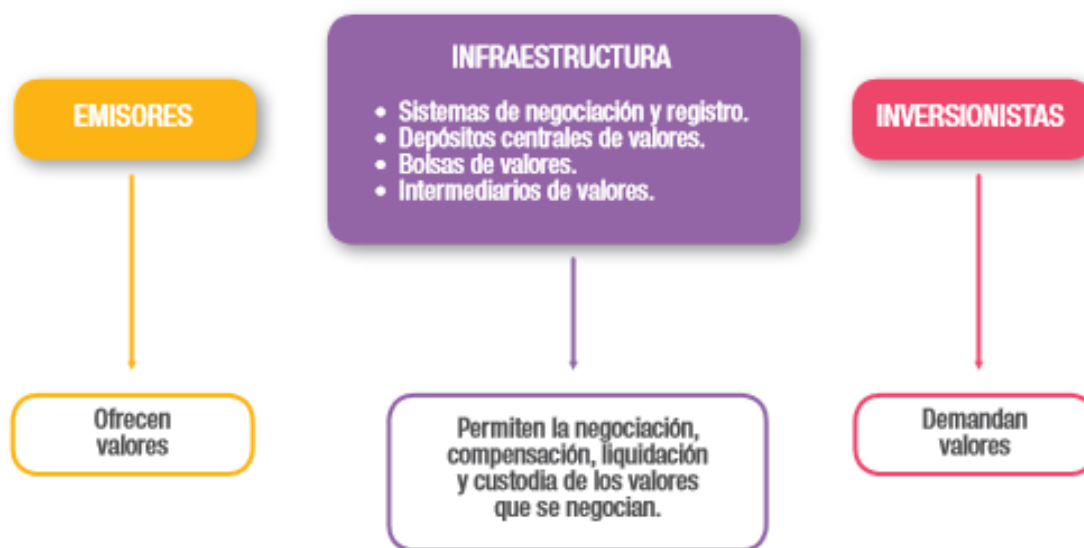 INFRAESTRUCTURA
• Sistemas de negociación y registro.
• Depósitos centrales de valores.
• Bolsas de valores.
• Intermediarios de valores.
EMISORES
INVERSIONISTAS
Ofrecen
valores
Permiten la negociación,
compensación, liquidación
y custodia de los valores
que se negocian.
Demandan
valores